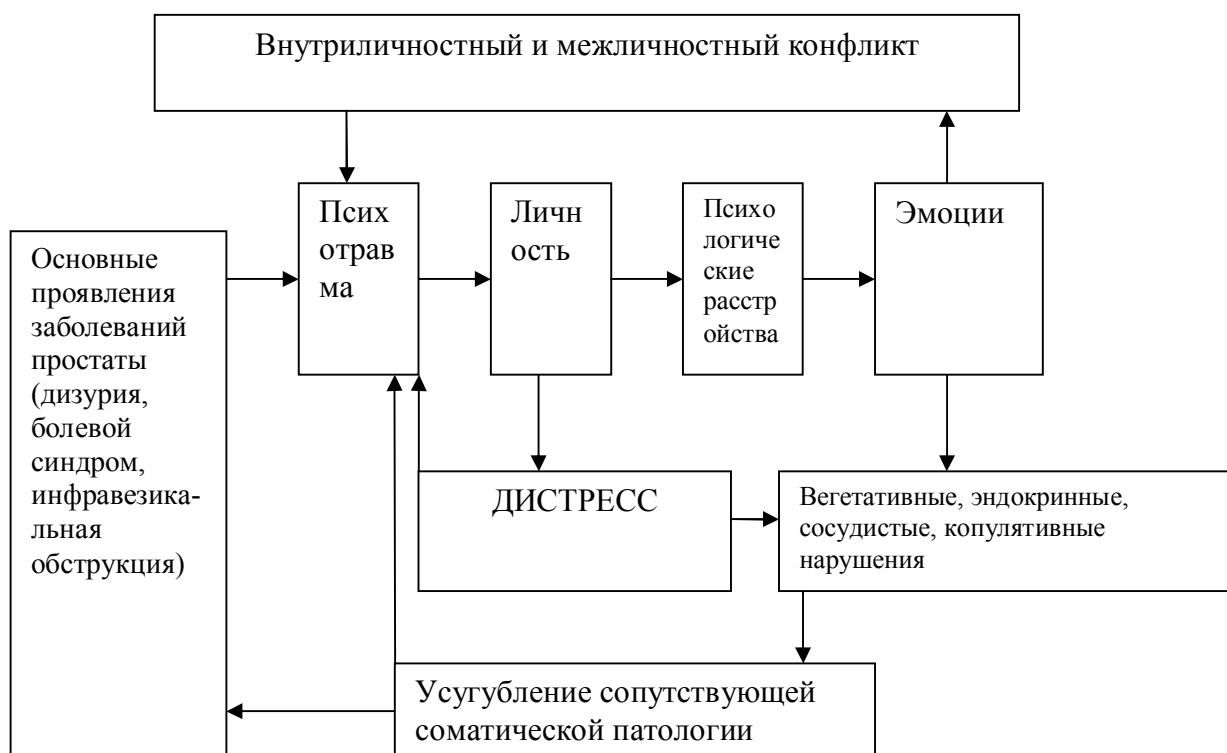 Внутриличностный и межличностный конфликт
Псих
отрав
ма
Личн
ость
Психо
логиче
ские
расстр
ойства
Эмоции
Основные
проявления
заболеваний
простаты
(дизурия,
болевой
синдром,
инфравезика-
льная
обструкция)
ДИСТРЕСС
Вегетативные, эндокринные,
сосудистые, копулятивные
нарушения
Усугубление сопутствующей
соматической патологии